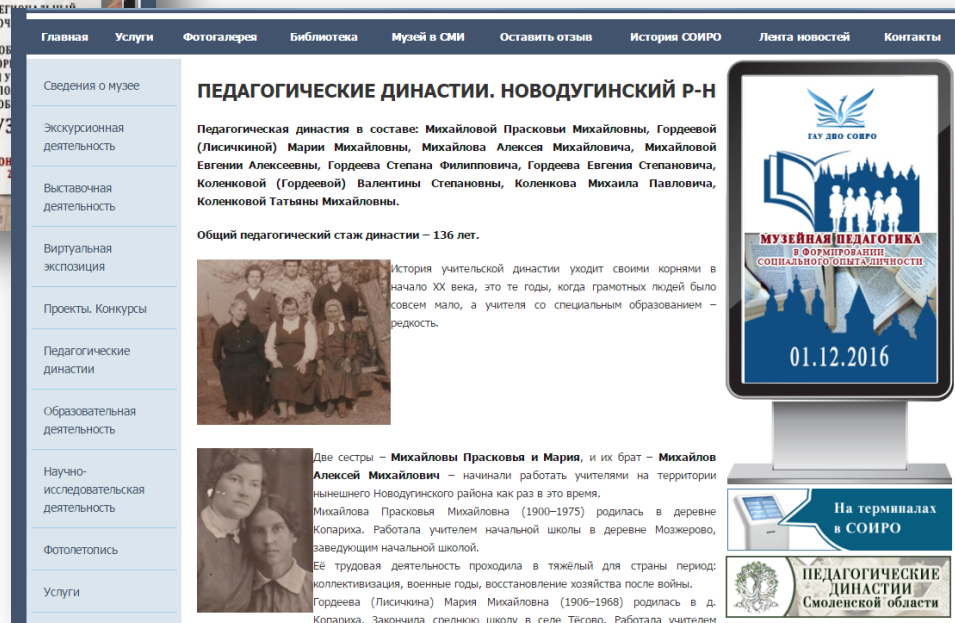 Главная Услуги Фотогалерея Библиотека Музей в СМИ Оставить отзыв История СОИРО Лента новостей Контакты
Сведения о музее
Экскурсионная
деятельность
Выставочная
деятельность
Виртуальная
экспозиция
Проекты. Конкурсы
Педагогические
династии
Образовательная
деятельность
Научно-
исследовательская
деятельность
Фотолетопись
Услуги
ПЕДАГОГИЧЕСКИЕ ДИНАСТИИ. НОВОДУГИНСКИЙ Р-Н
Педагогическая династия в составе: Михайловой Прасковьи Михайловны, Гордеевой
(Лисичкиной) Марии Михайловны, Михайлова Алексея Михайловича, Михайловой
Евгении Алексеевны, Гордеева Степана Филипповича, Гордеева Евгения Степановича,
Коленковой (Гордеевой) Валентины Степановны, Коленкова Михаила Павловича,
Коленковой Татьяны Михайловны.
Общий педагогический стаж династии – 136 лет.
История учительской династии уходит своими корнями в
начало XX века, это те годы, когда грамотных людей было
совсем мало, а учителя со специальным образованием –
редкость.
Две сестры – Михайловы Прасковья и Мария, и их брат – Михайлов
Алексей Михайлович – начинали работать учителями на территории
нынешнего Новодугинского района как раз в это время.
Михайлова Прасковья Михайловна (1900–1975) родилась в деревне
Копариха. Работала учителем начальной школы в деревне Мозжерово,
заведующим начальной школой.
Её трудовая деятельность проходила в тяжёлый для страны период:
коллективизация, военные годы, восстановление хозяйства после войны.
Гордеева (Лисичкина) Мария Михайловна (1906–1968) родилась в д.
Копариха. Закончила среднюю школу в селе Тёсово. Работала учителем
ГАУ ДПО СОИРО
МУЗЕЙНАЯ ПЕДАГОГИКА
В ФОРМИРОВАНИИ
СОЦИАЛЬНОГО ОПЫТА ЛИЧНОСТИ
01.12.2016
На терминалах
в СОИРО
ПЕДАГОГИЧЕСКИЕ
ДИНАСТИИ
Смоленской области